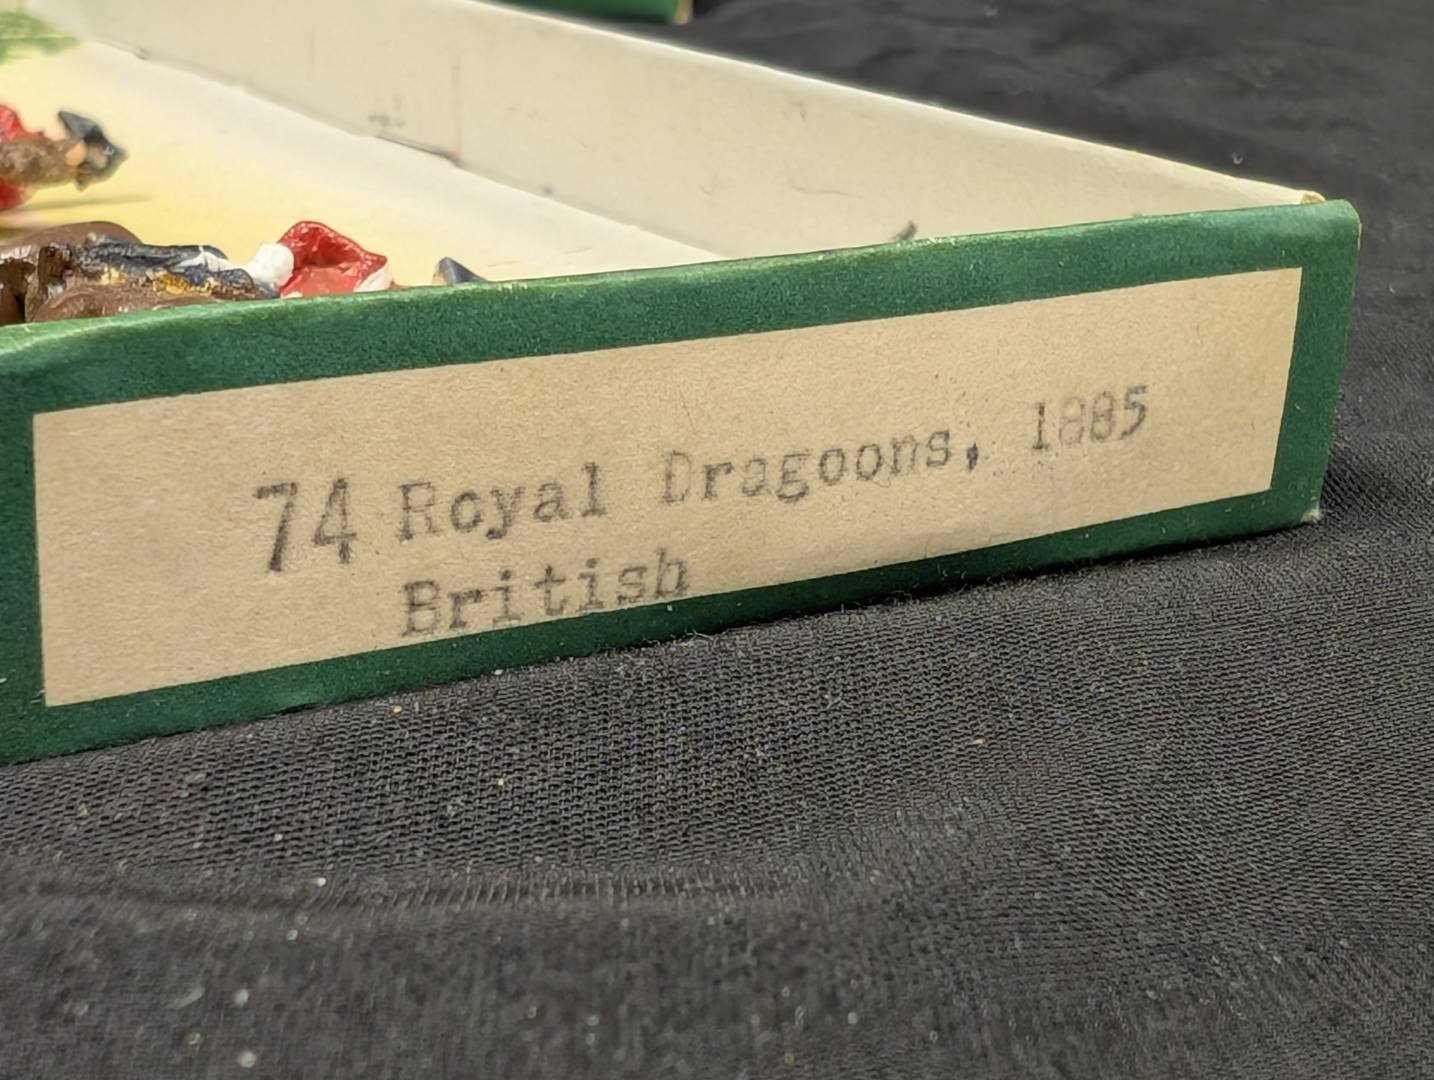 74 Royal Dragoons, 1885
British